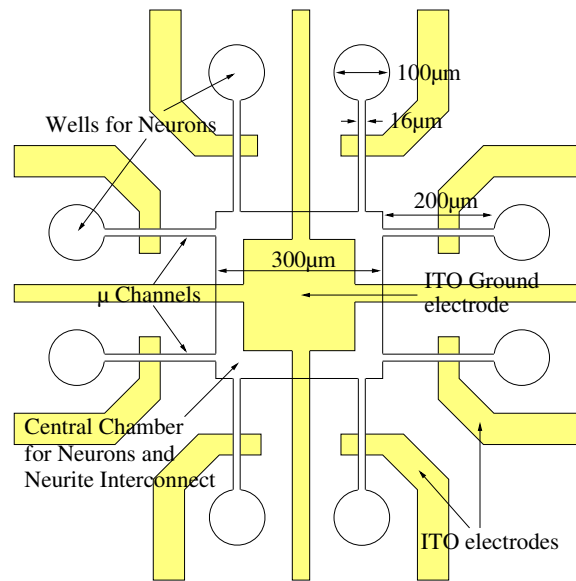 100µm
Wells for Neurons
16µm
200µm
300µm
ITO Ground
electrode
µ Channels
Central Chamber
for Neurons and
Neurite Interconnect
ITO electrodes